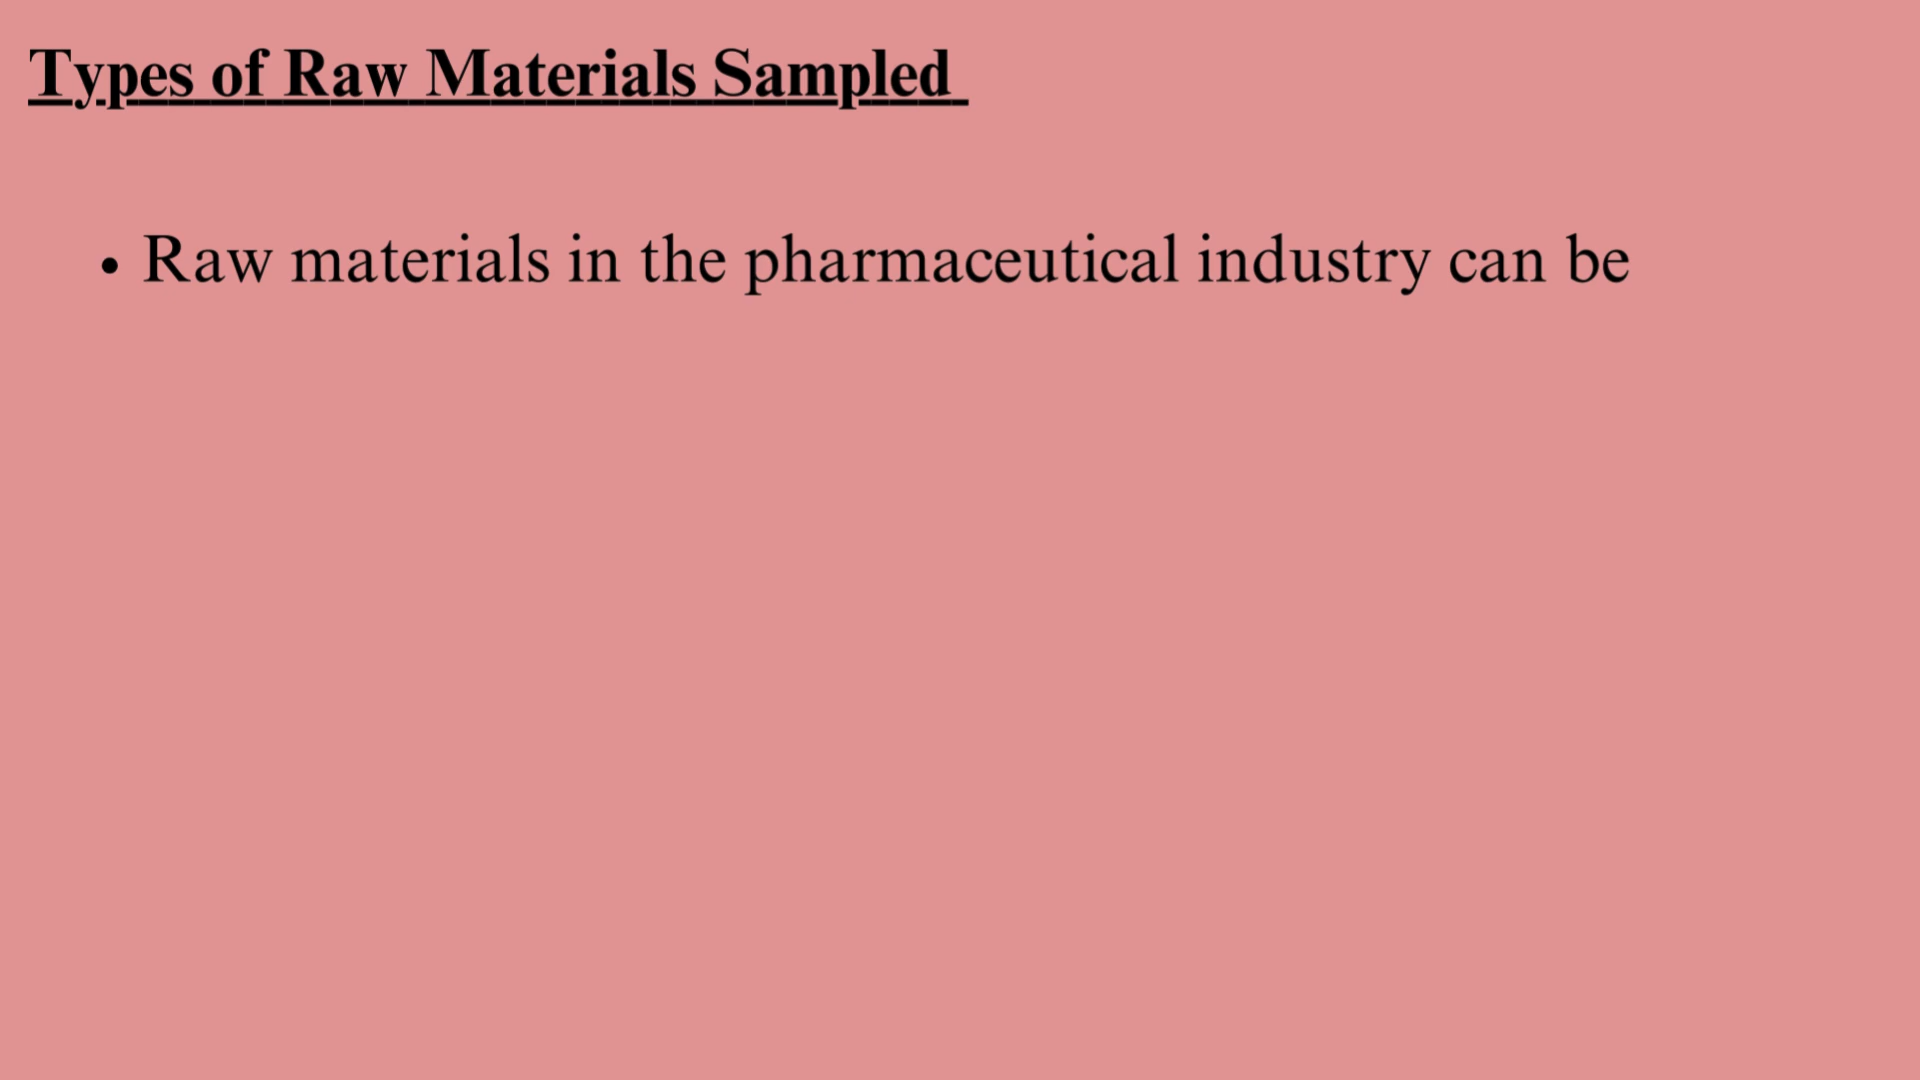 Types of Raw Materials Sampled
• Raw materials in the pharmaceutical industry can be